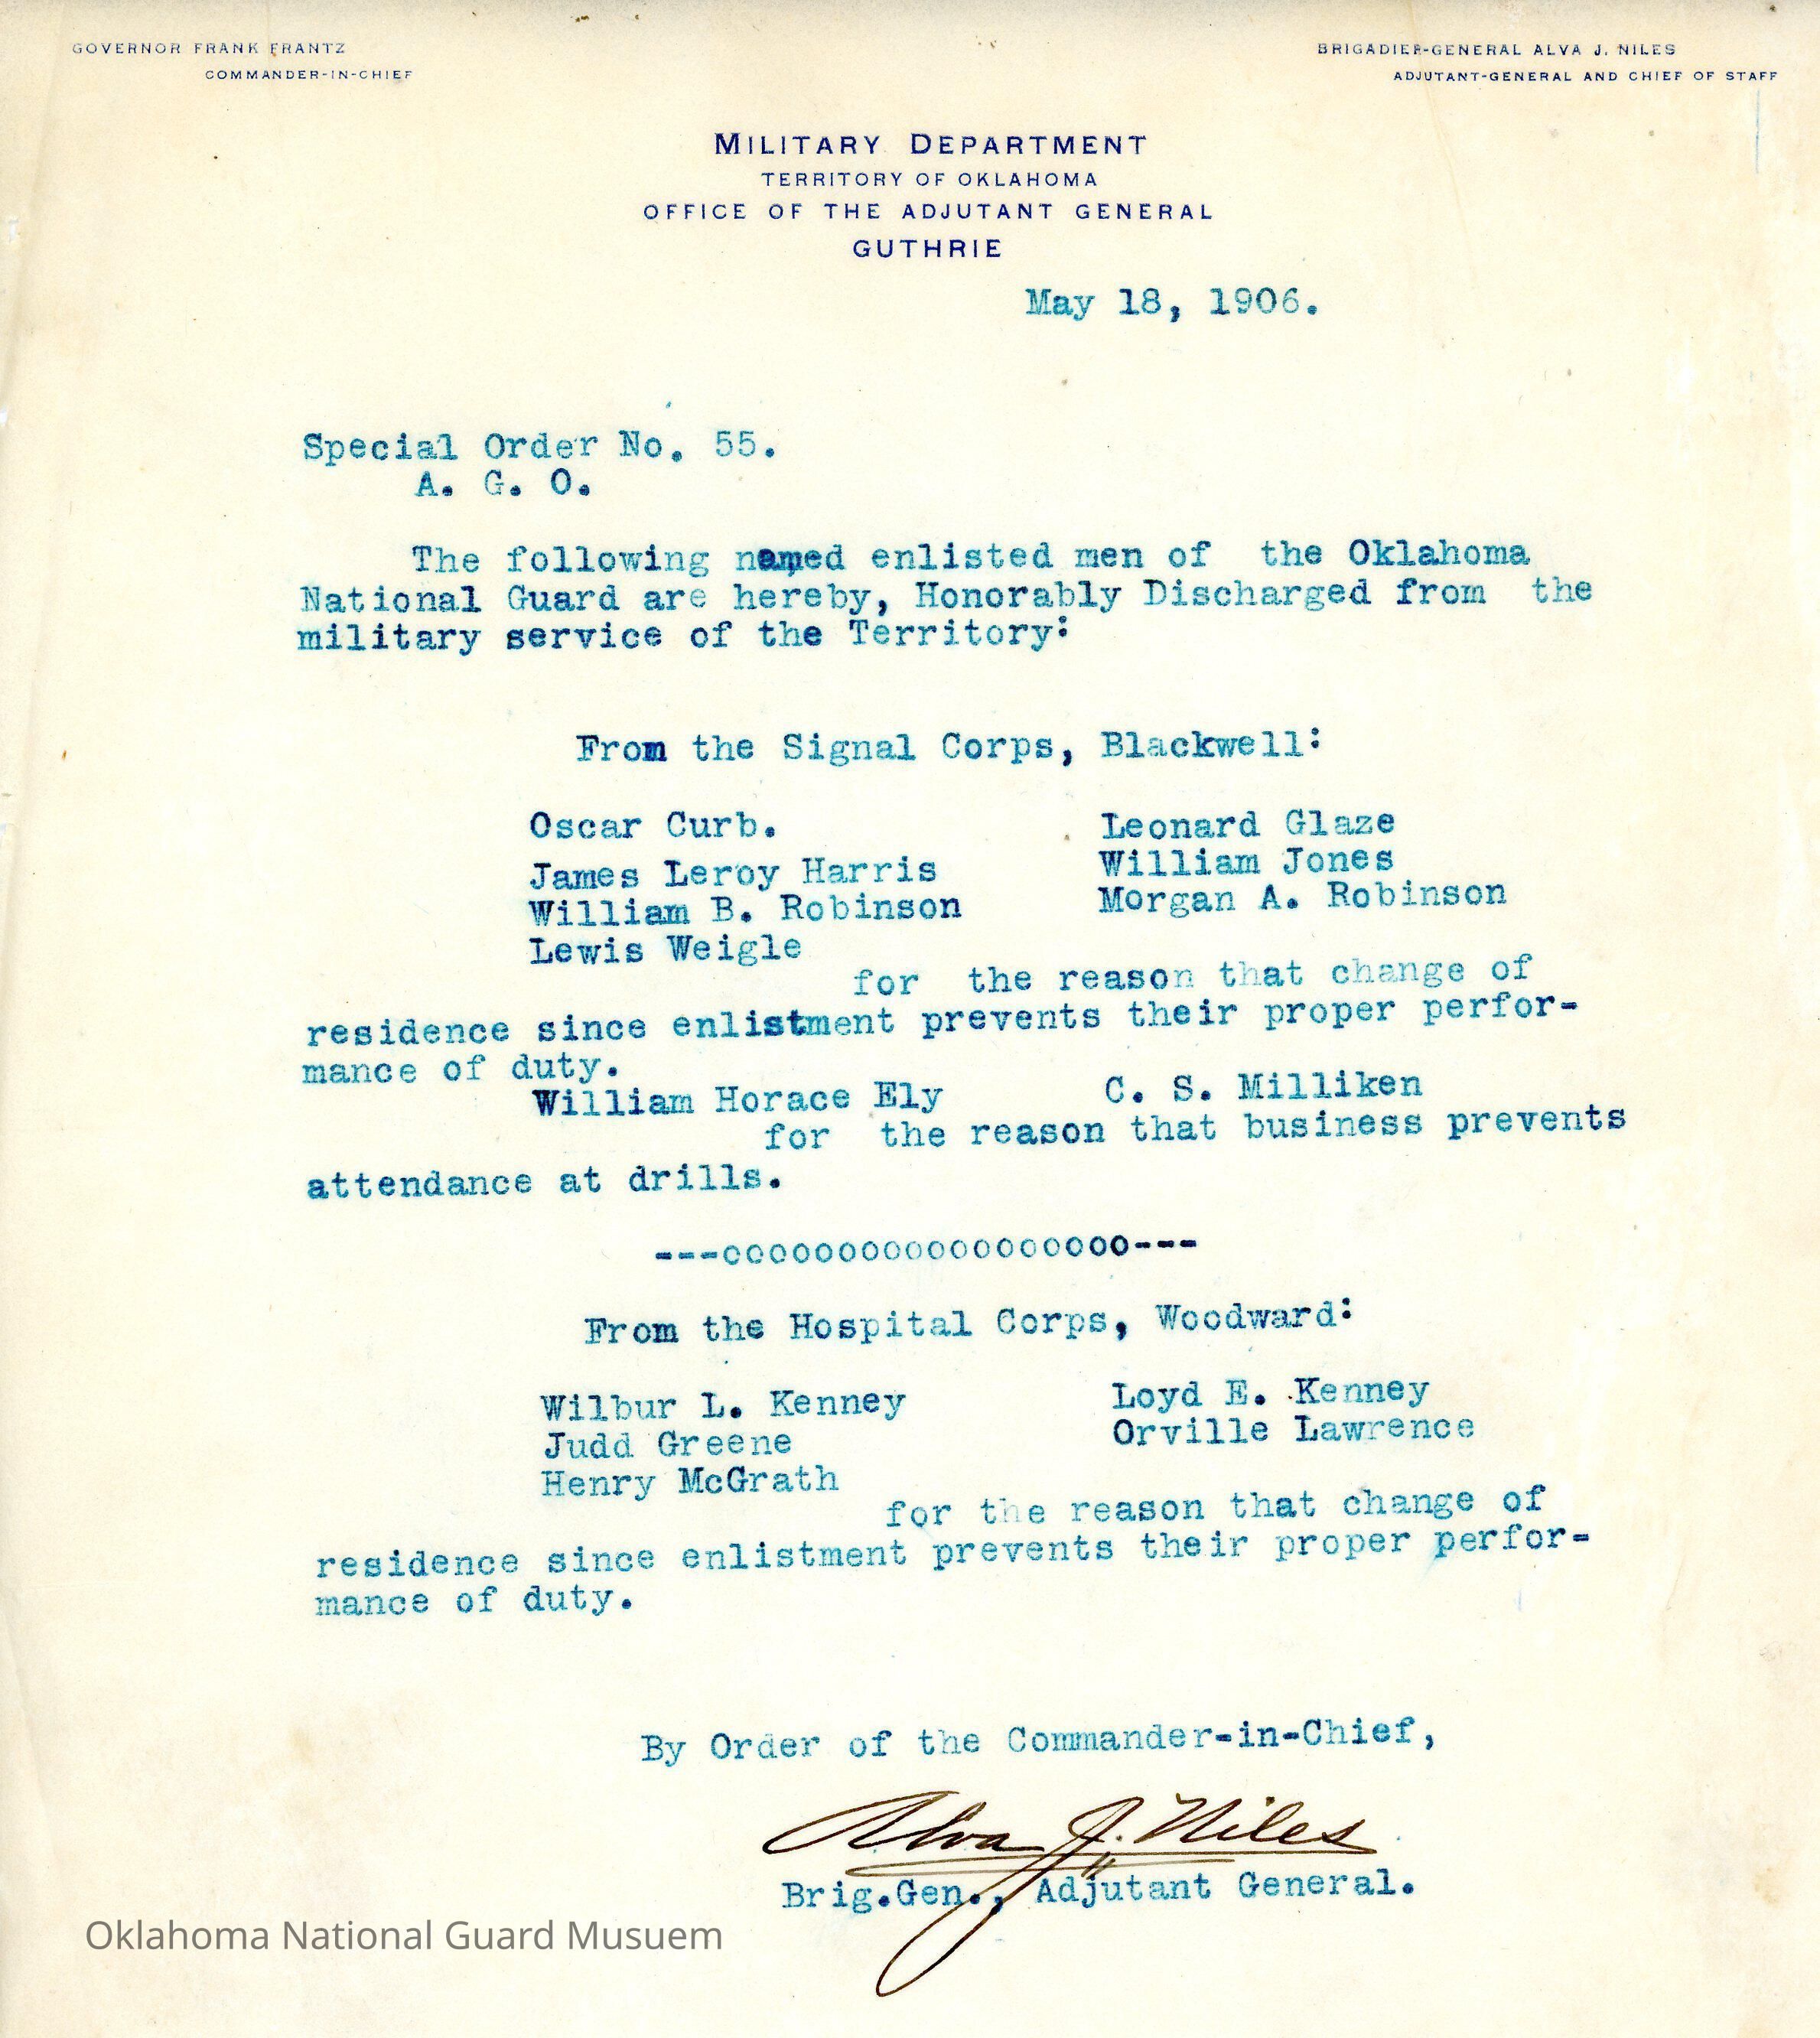 GOVERNOR FRANK FRANTZ
COMMANDER-IN-CHIEF
BRIGADIER-GENERAL ALVA J. NILES
ADJUTANT-GENERAL AND CHIEF OF STAFF
MILITARY DEPARTMENT
TERRITORY OF OKLAHOMA
OFFICE OF THE ADJUTANT GENERAL
GUTHRIE
May 18, 1906.
Special Order No. 55.
A. G. O.
The following named enlisted men of the Oklahoma
National Guard are hereby, Honorably Discharged from the
military service of the Territory:
From the Signal Corps, Blackwell:
Oscar Curb. Leonard Glaze
James Leroy Harris William Jones
William B. Robinson Morgan A. Robinson
Lewis Weigle
for the reason that change of
residence since enlistment prevents their proper perfor-
mance of duty.
William Horace Ely C. S. Milliken
for the reason that business prevents
attendance at drills.
---oooooooooooooooooo---
From the Hospital Corps, Woodward:
Wilbur L. Kenney Loyd E. Kenney
Judd Greene Orville Lawrence
Henry McGrath
for the reason that change of
residence since enlistment prevents their proper perfor-
mance of duty.
By Order of the Commander-in-Chief,
Alva J. Niles
Brig.Gen., Adjutant General.
Oklahoma National Guard Musuem